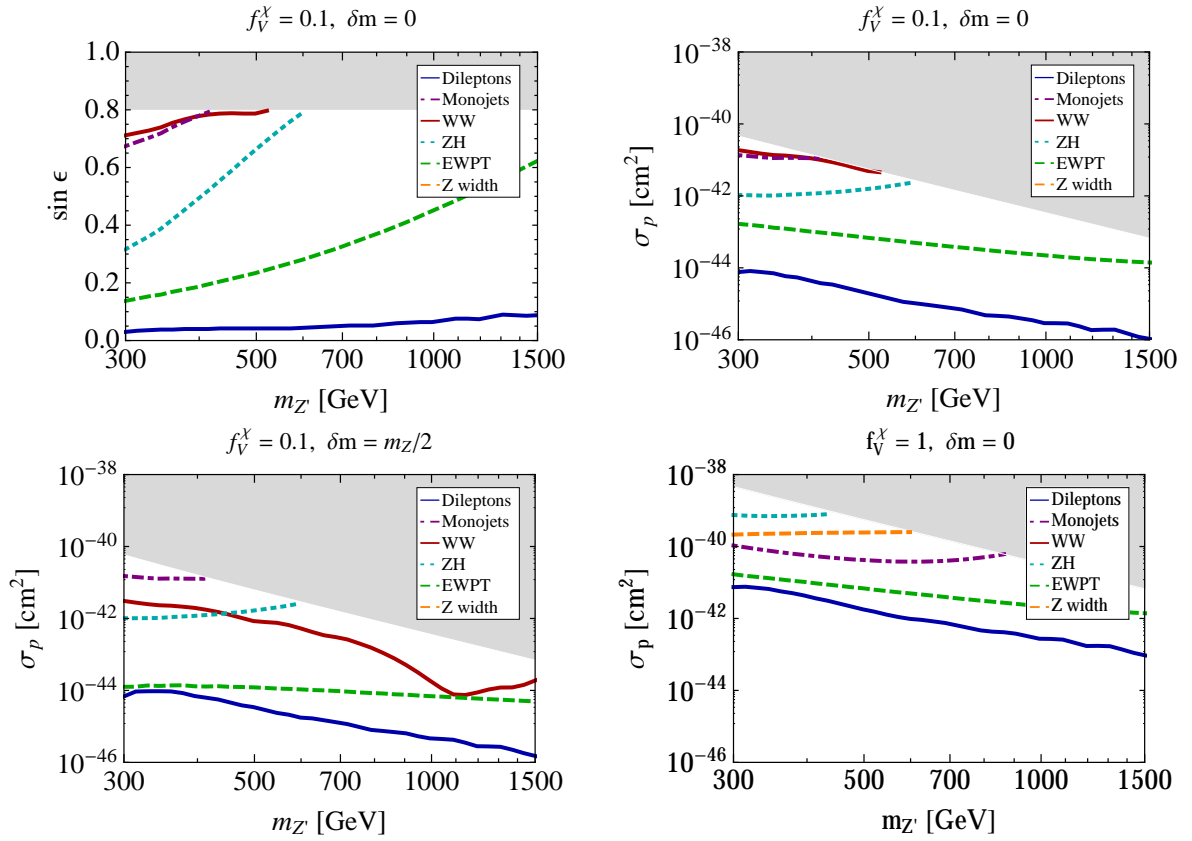 f_V^χ = 0.1, δm = 0
1.0
0.8
0.6
0.4
0.2
0.0
sin ϵ
300
500
700
1000
1500
m_Z' [GeV]
Dileptons
Monojets
WW
ZH
EWPT
Z width
f_V^χ = 0.1, δm = 0
10^−38
10^−40
10^−42
10^−44
10^−46
σ_p [cm^2]
300
500
700
1000
1500
m_Z' [GeV]
Dileptons
Monojets
WW
ZH
EWPT
Z width
f_V^χ = 0.1, δm = m_Z/2
10^−38
10^−40
10^−42
10^−44
10^−46
σ_p [cm^2]
300
500
700
1000
1500
m_Z' [GeV]
Dileptons
Monojets
WW
ZH
EWPT
Z width
f_V^χ = 1, δm = 0
10^−38
10^−40
10^−42
10^−44
10^−46
σ_p [cm^2]
300
500
700
1000
1500
m_Z' [GeV]
Dileptons
Monojets
WW
ZH
EWPT
Z width